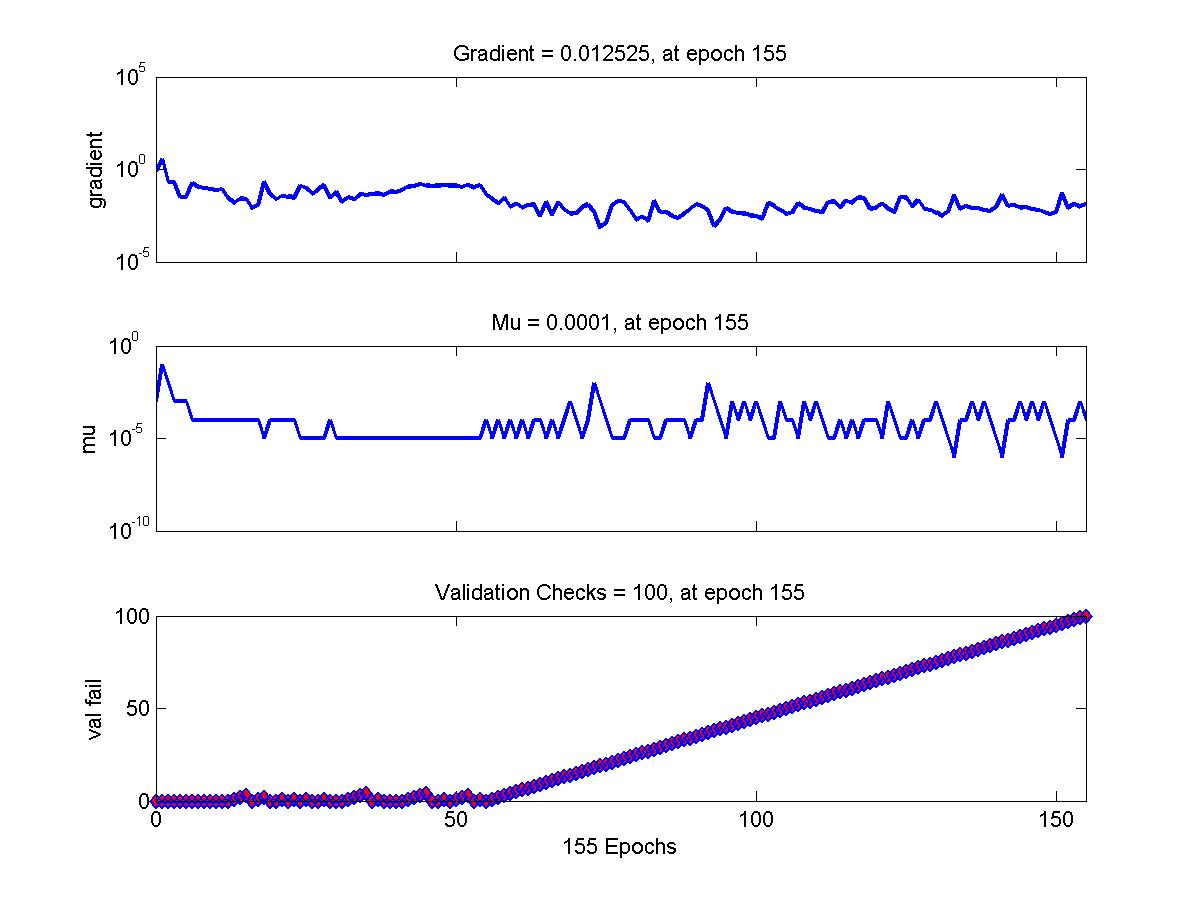 Gradient = 0.012525, at epoch 155
10^5
10^0
10^-5
gradient
Mu = 0.0001, at epoch 155
10^0
10^-5
10^-10
mu
Validation Checks = 100, at epoch 155
100
50
0
val fail
0 50 100 150
155 Epochs